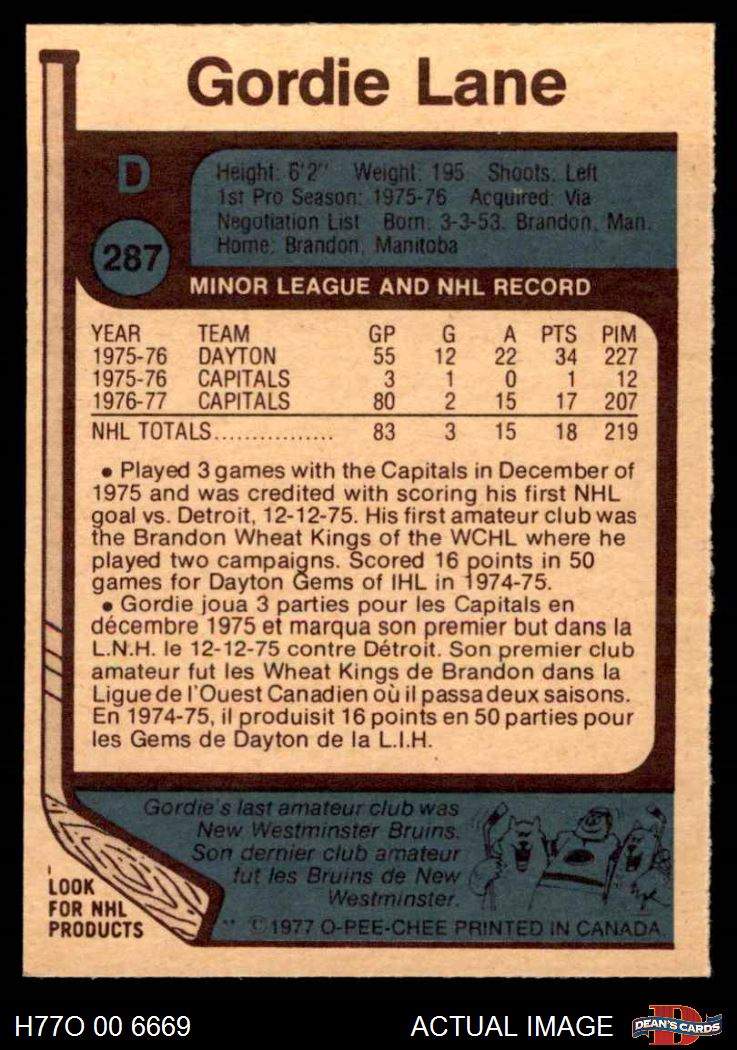 Gordie Lane
D
287
Height: 6'2" Weight: 195 Shoots: Left
1st Pro Season: 1975-76 Acquired: Via
Negotiation List Born: 3-3-53. Brandon, Man.
Home: Brandon, Manitoba
MINOR LEAGUE AND NHL RECORD
YEAR TEAM GP G A PTS PIM
1975-76 DAYTON 55 12 22 34 227
1975-76 CAPITALS 3 1 0 1 12
1976-77 CAPITALS 80 2 15 17 207
NHL TOTALS................ 83 3 15 18 219
• Played 3 games with the Capitals in December of
1975 and was credited with scoring his first NHL
goal vs. Detroit, 12-12-75. His first amateur club was
the Brandon Wheat Kings of the WCHL where he
played two campaigns. Scored 16 points in 50
games for Dayton Gems of IHL in 1974-75.
• Gordie joua 3 parties pour les Capitals en
décembre 1975 et marqua son premier but dans la
L.N.H. le 12-12-75 contre Détroit. Son premier club
amateur fut les Wheat Kings de Brandon dans la
Ligue de l'Ouest Canadien où il passa deux saisons.
En 1974-75, il produisit 16 points en 50 parties pour
les Gems de Dayton de la L.I.H.
Gordie's last amateur club was
New Westminster Bruins.
Son dernier club amateur
fut les Bruins de New
Westminster.
LOOK
FOR NHL
PRODUCTS
** © 1977 O-PEE-CHEE PRINTED IN CANADA.
H77O 00 6669
ACTUAL IMAGE
D
DEAN'S CARDS